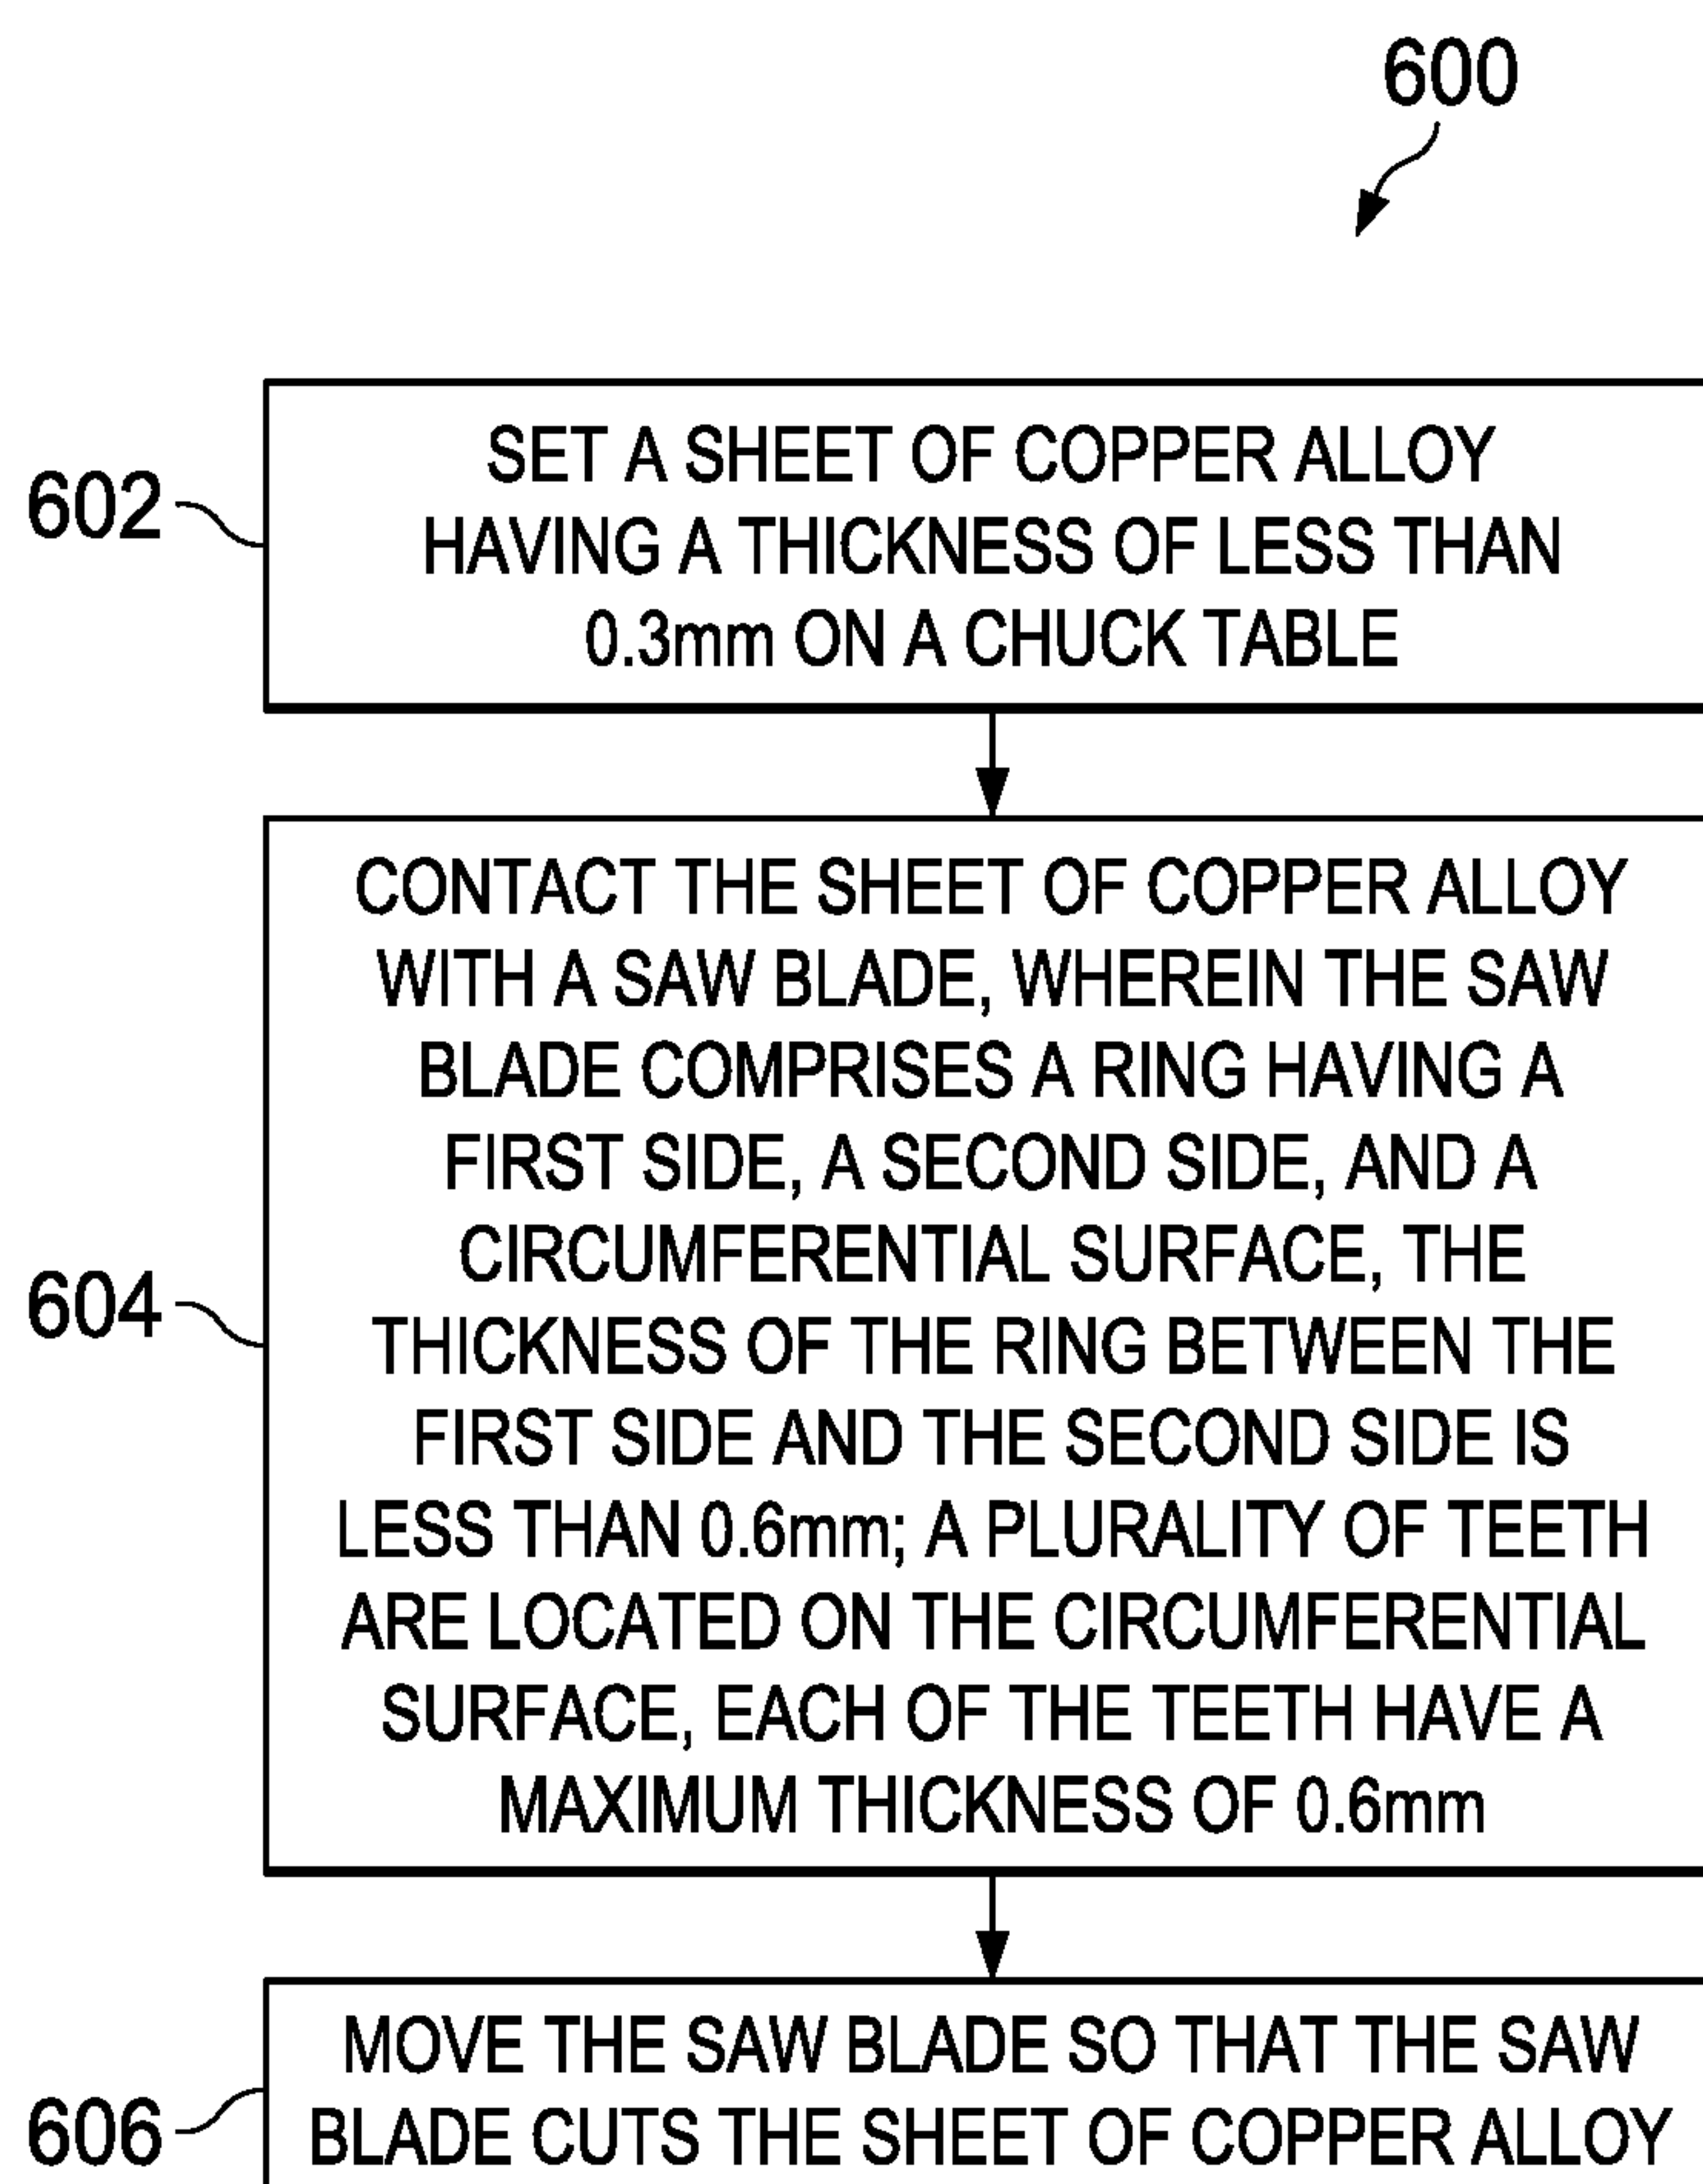 600
602
SET A SHEET OF COPPER ALLOY
HAVING A THICKNESS OF LESS THAN
0.3mm ON A CHUCK TABLE
604
CONTACT THE SHEET OF COPPER ALLOY
WITH A SAW BLADE, WHEREIN THE SAW
BLADE COMPRISES A RING HAVING A
FIRST SIDE, A SECOND SIDE, AND A
CIRCUMFERENTIAL SURFACE, THE
THICKNESS OF THE RING BETWEEN THE
FIRST SIDE AND THE SECOND SIDE IS
LESS THAN 0.6mm; A PLURALITY OF TEETH
ARE LOCATED ON THE CIRCUMFERENTIAL
SURFACE, EACH OF THE TEETH HAVE A
MAXIMUM THICKNESS OF 0.6mm
606
MOVE THE SAW BLADE SO THAT THE SAW
BLADE CUTS THE SHEET OF COPPER ALLOY